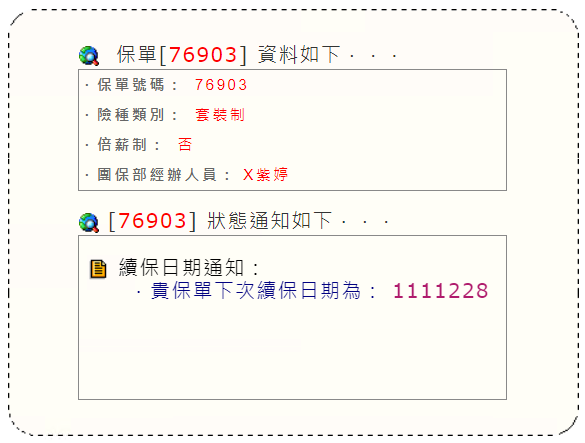 保單[76903] 資料如下．．．
．保單號碼： 76903
．險種類別： 套裝制
．倍薪制： 否
．團保部經辦人員： X紫婷
[76903] 狀態通知如下．．．
續保日期通知：
．貴保單下次續保日期為： 1111228